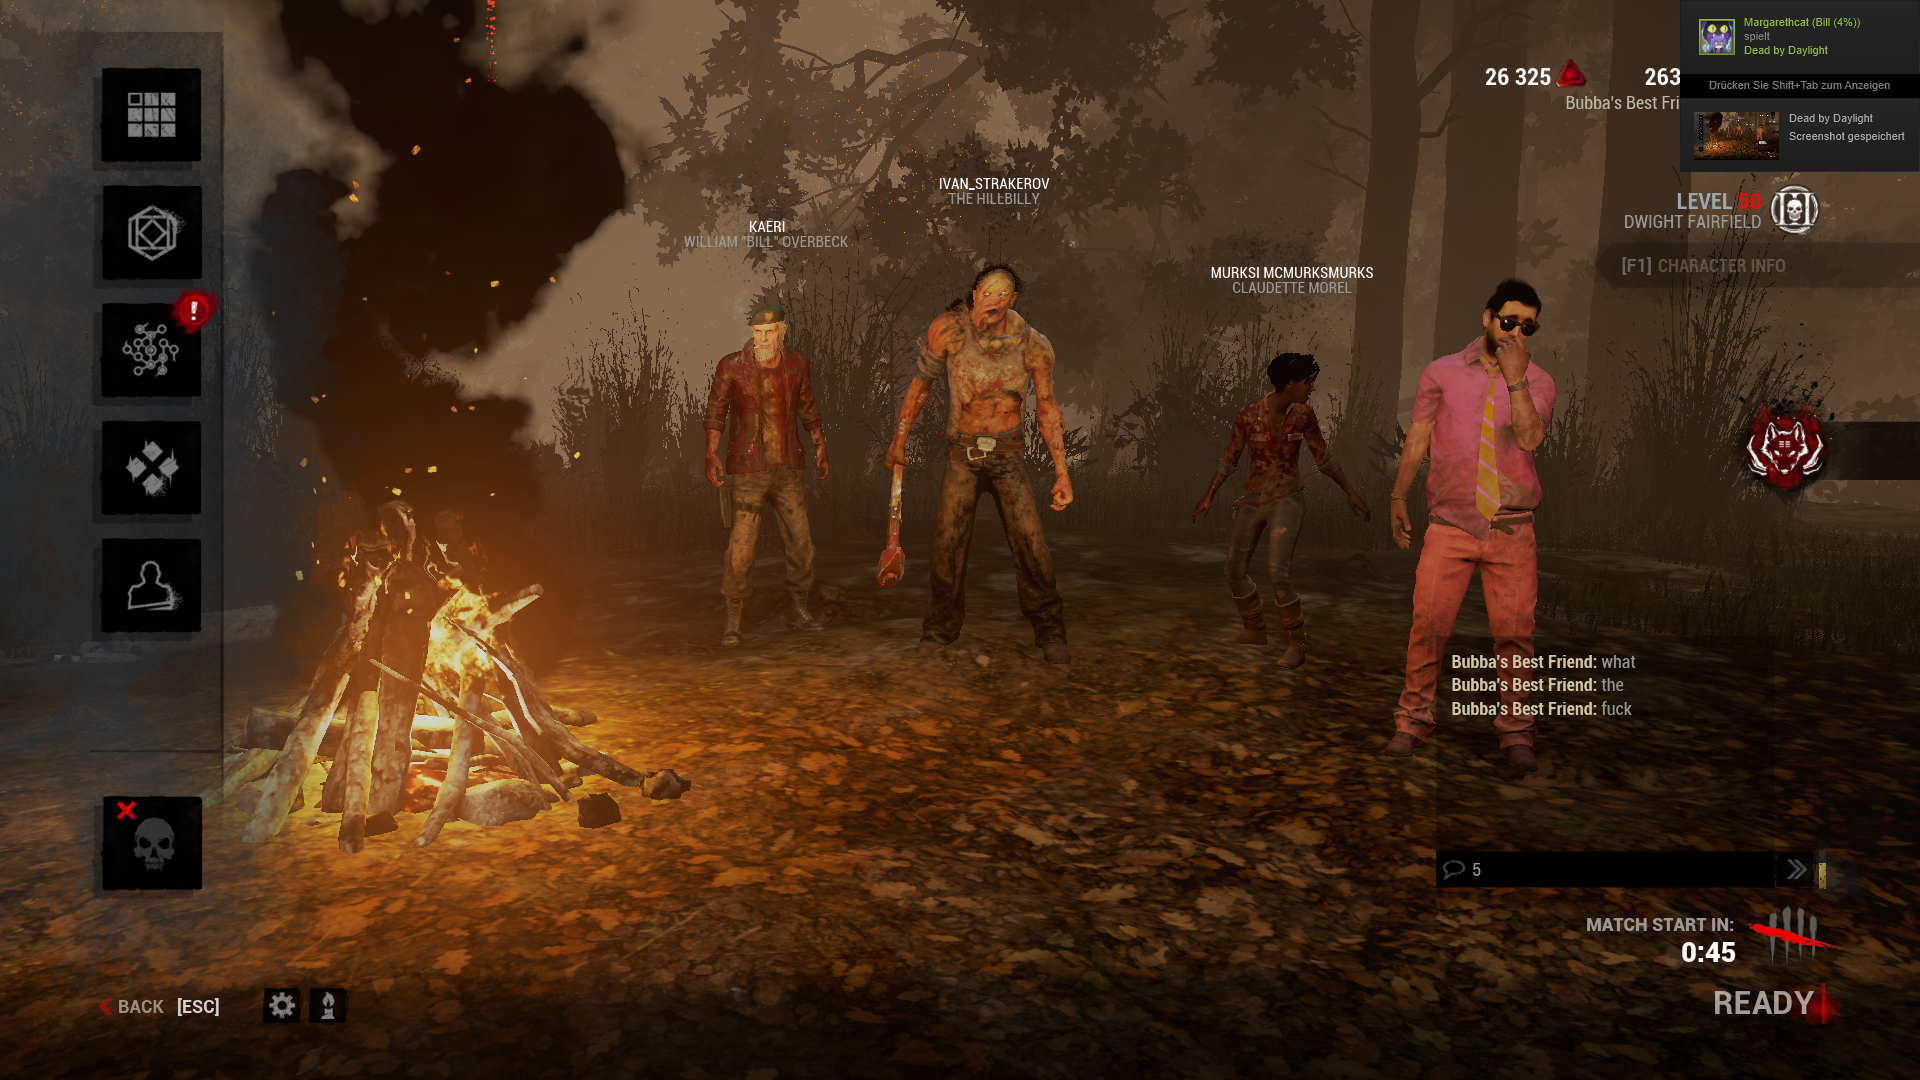 Margarethcat (Bill (4%))
spielt
Dead by Daylight
26 325
263
Drücken Sie Shift+Tab zum Anzeigen
Bubba's Best Fri
Dead by Daylight
Screenshot gespeichert
IVAN_STRAKEROV
THE HILLBILLY
KAERI
WILLIAM "BILL" OVERBECK
LEVEL 50
DWIGHT FAIRFIELD
III
[F1] CHARACTER INFO
MURKSI MCMURKSMURKS
CLAUDETTE MOREL
!
Bubba's Best Friend: what
Bubba's Best Friend: the
Bubba's Best Friend: fuck
5
MATCH START IN:
0:45
BACK [ESC]
READY